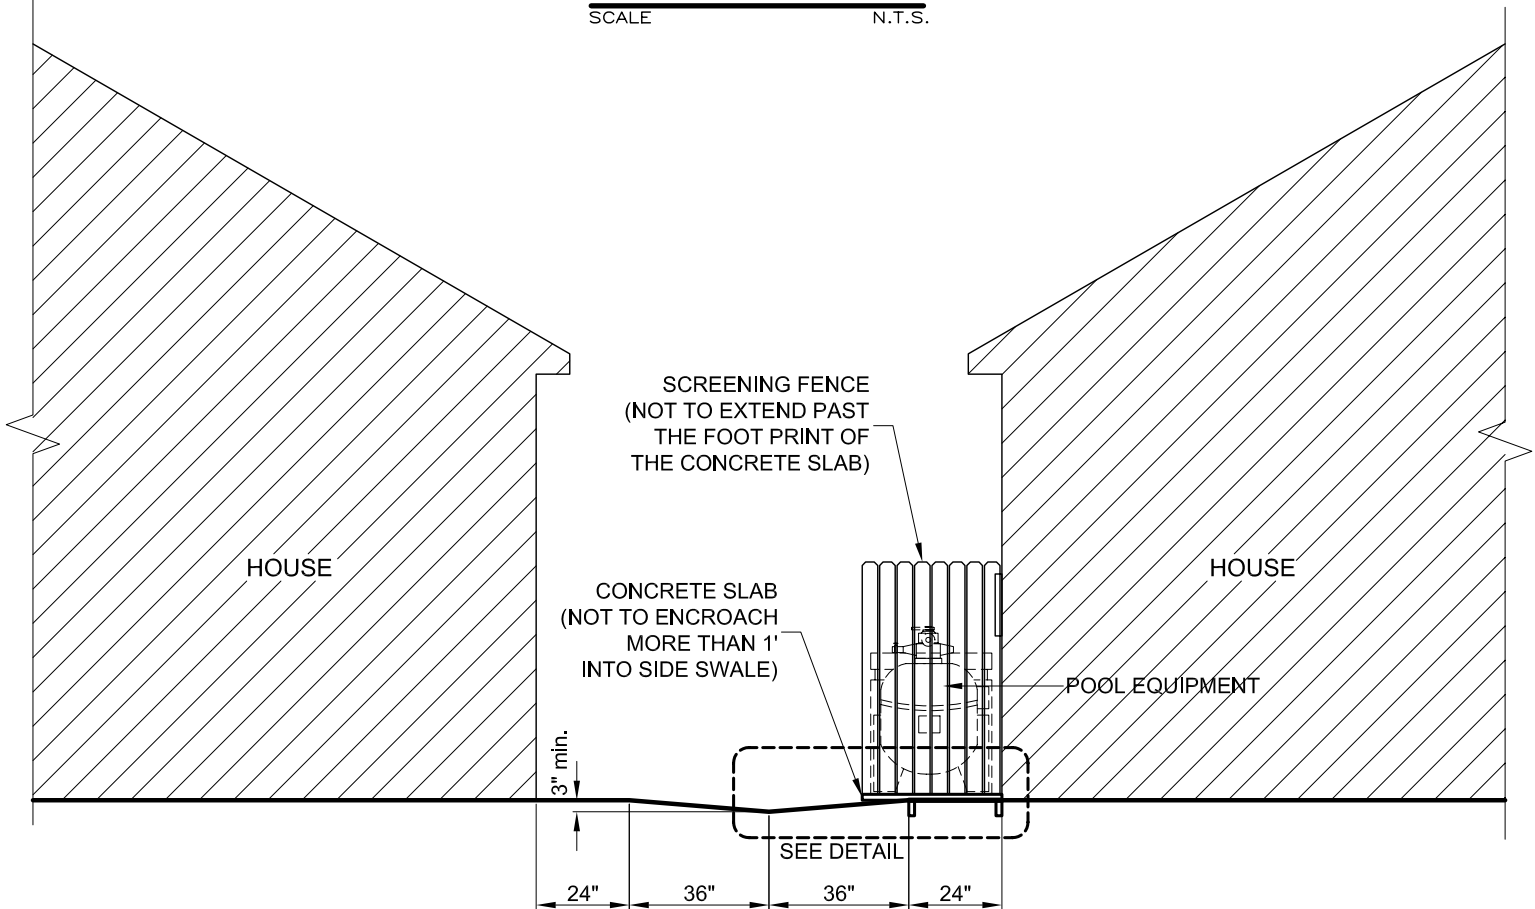 SCALE N.T.S.
SCREENING FENCE
(NOT TO EXTEND PAST
THE FOOT PRINT OF
THE CONCRETE SLAB)
HOUSE
HOUSE
CONCRETE SLAB
(NOT TO ENCROACH
MORE THAN 1'
INTO SIDE SWALE)
POOL EQUIPMENT
3" min.
SEE DETAIL
24" 36" 36" 24"